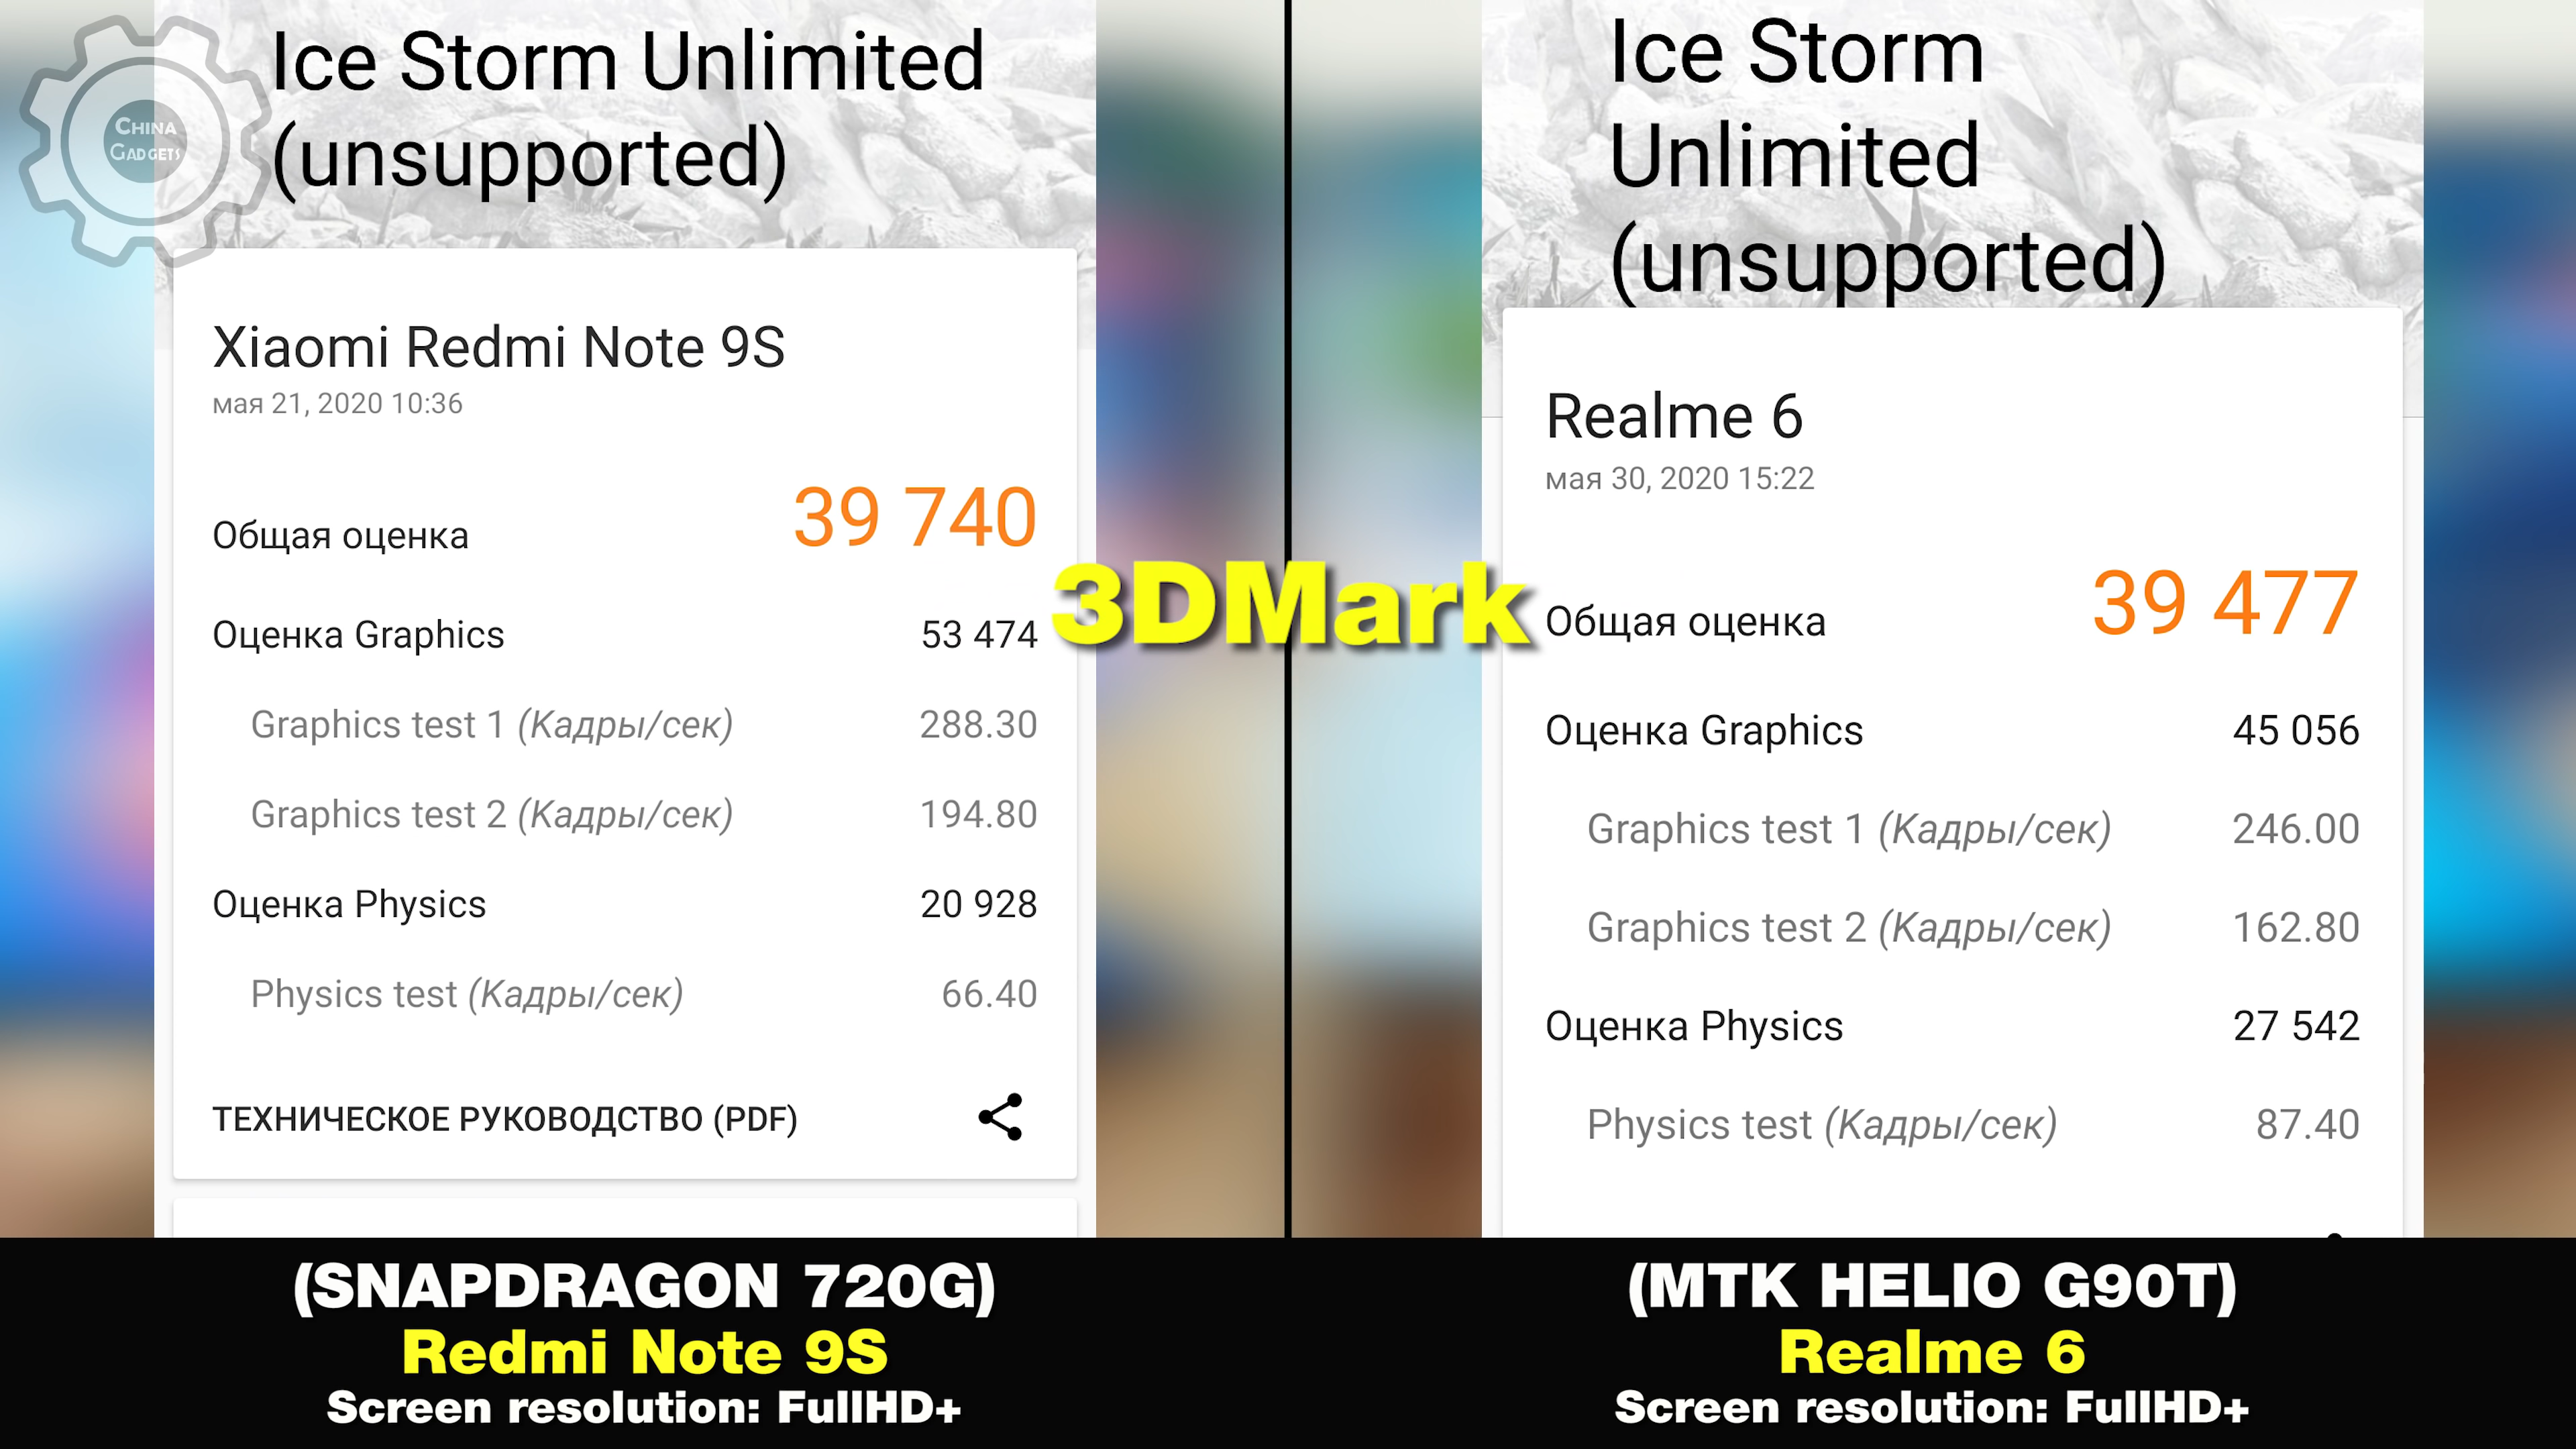 CHINA
GADGETS
Ice Storm Unlimited
(unsupported)
Xiaomi Redmi Note 9S
мая 21, 2020 10:36
Общая оценка 39 740
Оценка Graphics 53 474
Graphics test 1 (Кадры/сек) 288.30
Graphics test 2 (Кадры/сек) 194.80
Оценка Physics 20 928
Physics test (Кадры/сек) 66.40
ТЕХНИЧЕСКОЕ РУКОВОДСТВО (PDF)
3DMark
Ice Storm
Unlimited
(unsupported)
Realme 6
мая 30, 2020 15:22
Общая оценка 39 477
Оценка Graphics 45 056
Graphics test 1 (Кадры/сек) 246.00
Graphics test 2 (Кадры/сек) 162.80
Оценка Physics 27 542
Physics test (Кадры/сек) 87.40
(SNAPDRAGON 720G)
Redmi Note 9S
Screen resolution: FullHD+
(MTK HELIO G90T)
Realme 6
Screen resolution: FullHD+